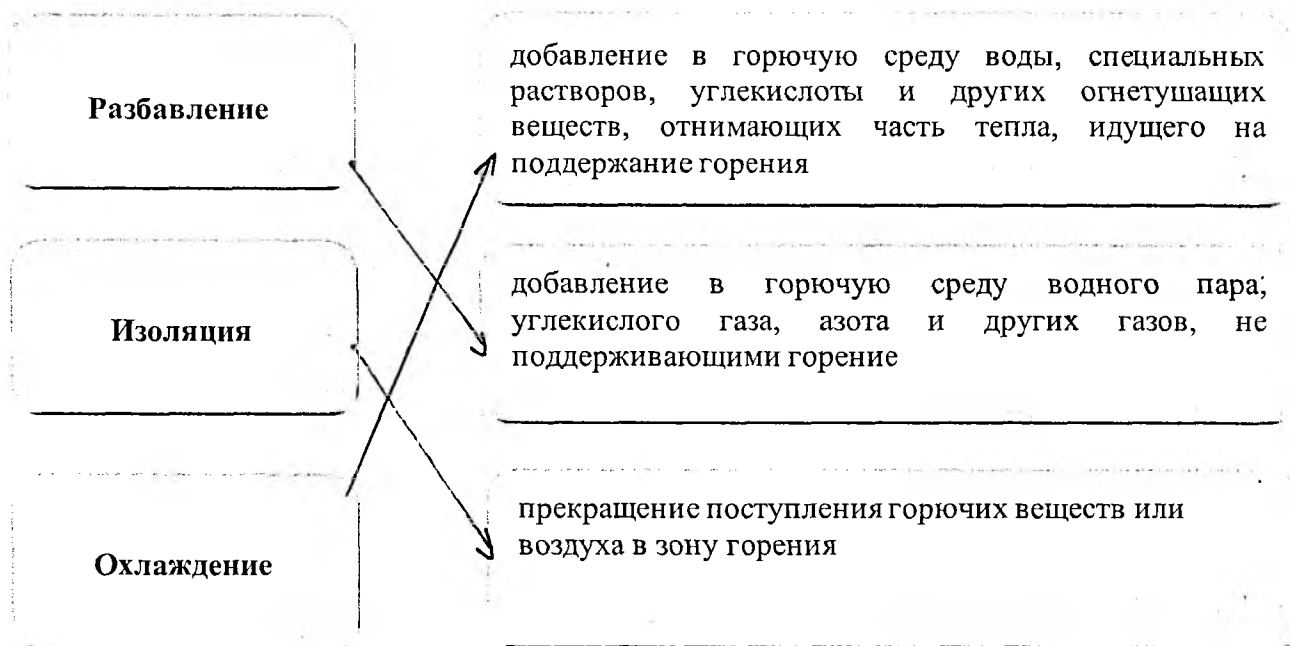 Разбавление
добавление в горючую среду воды, специальных
растворов, углекислоты и других огнетушащих
веществ, отнимающих часть тепла, идущего на
поддержание горения
Изоляция
добавление в горючую среду водного пара;
углекислого газа, азота и других газов, не
поддерживающими горение
Охлаждение
прекращение поступления горючих веществ или
воздуха в зону горения